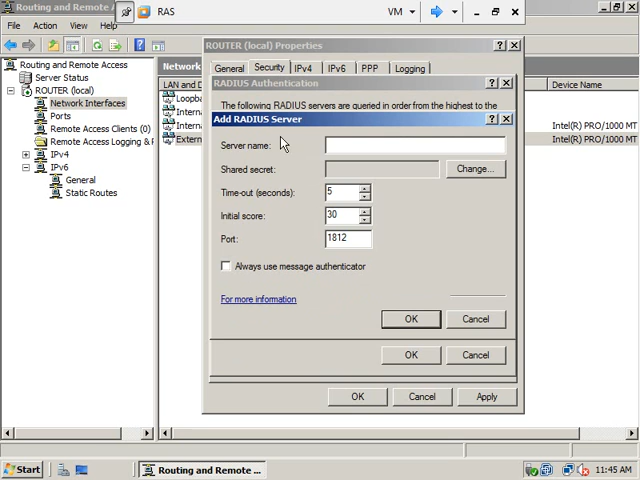 Routing and Remote A
RAS
VM
File Action View Help
ROUTER (local) Properties
General Security IPv4 IPv6 PPP Logging
RADIUS Authentication
The following RADIUS servers are queried in order from the highest to the
Add RADIUS Server
Server name:
Shared secret:
Change...
Time-out (seconds):
5
Initial score:
30
Port:
1812
Always use message authenticator
For more information
OK Cancel
OK Cancel
OK Cancel Apply
Routing and Remote Access
Server Status
ROUTER (local)
Network Interfaces
Ports
Remote Access Clients (0)
Remote Access Logging & F
IPv4
IPv6
General
Static Routes
Network
LAN and D
Loopb
Intern
Intern
Extern
Device Name
Intel(R) PRO/1000 MT
Intel(R) PRO/1000 MT
Start
Routing and Remote ...
11:45 AM